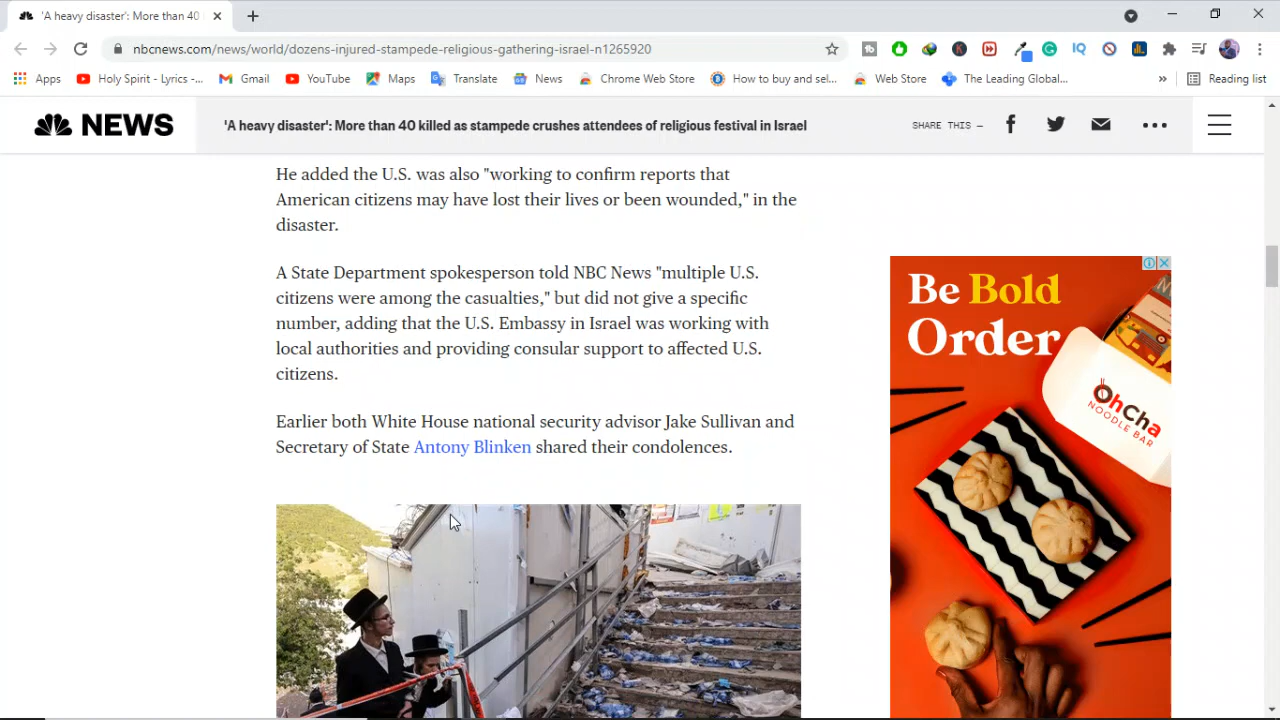 'A heavy disaster': More than 40
nbcnews.com/news/world/dozens-injured-stampede-religious-gathering-israel-n1265920
Apps Holy Spirit - Lyrics -... Gmail YouTube Maps Translate News Chrome Web Store How to buy and sel... Web Store The Leading Global... » Reading list
NEWS
'A heavy disaster': More than 40 killed as stampede crushes attendees of religious festival in Israel
SHARE THIS —
He added the U.S. was also "working to confirm reports that
American citizens may have lost their lives or been wounded," in the
disaster.
A State Department spokesperson told NBC News "multiple U.S.
citizens were among the casualties," but did not give a specific
number, adding that the U.S. Embassy in Israel was working with
local authorities and providing consular support to affected U.S.
citizens.
Earlier both White House national security advisor Jake Sullivan and
Secretary of State Antony Blinken shared their condolences.
Be Bold
Order
OhCha
NOODLE BAR